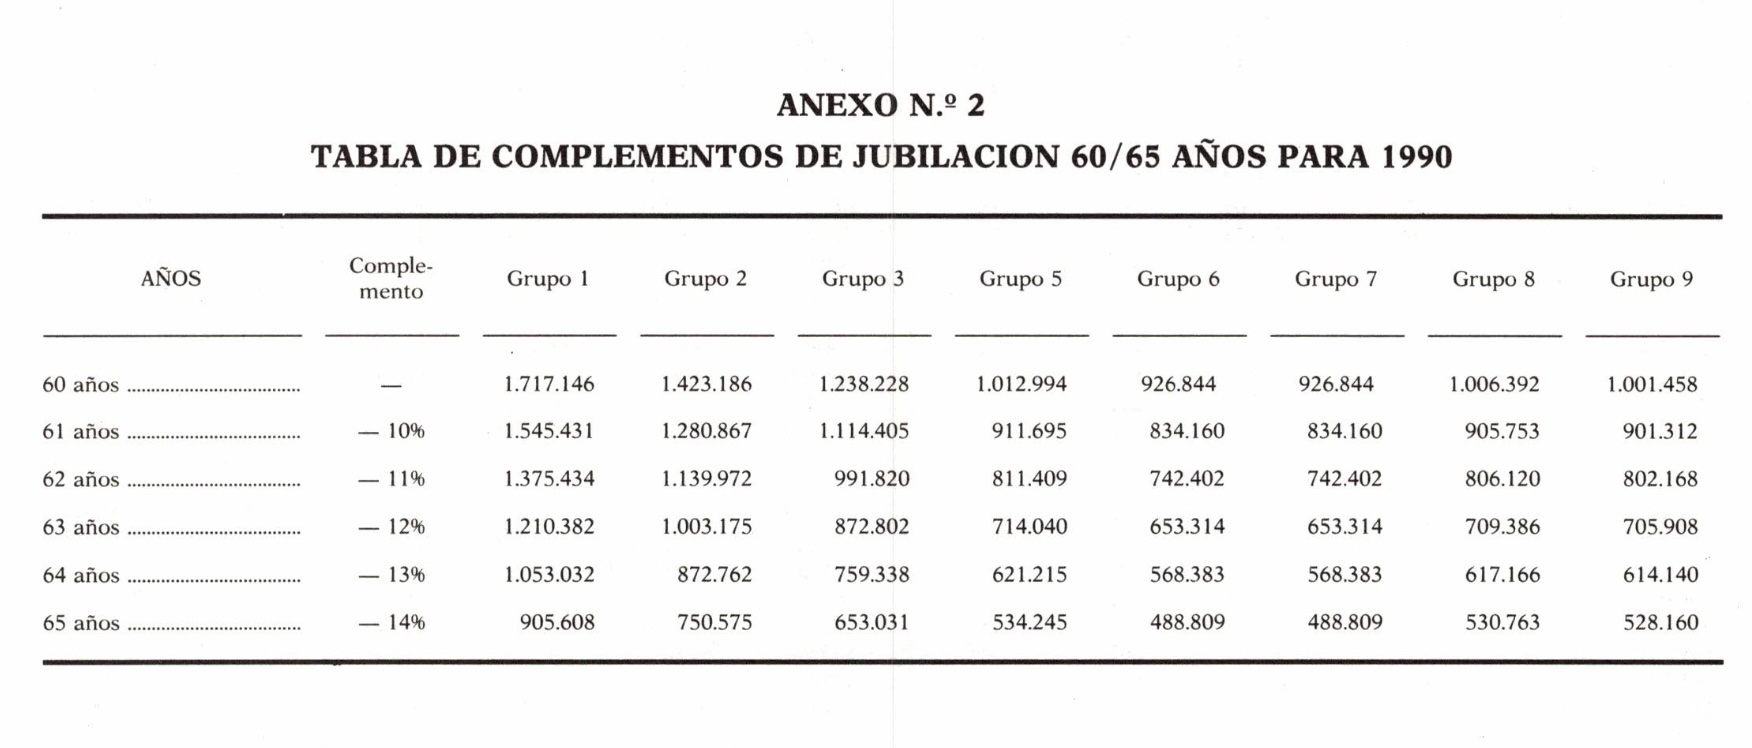 ANEXO N.º 2
TABLA DE COMPLEMENTOS DE JUBILACION 60/65 AÑOS PARA 1990
AÑOS Comple-mento Grupo 1 Grupo 2 Grupo 3 Grupo 5 Grupo 6 Grupo 7 Grupo 8 Grupo 9
60 años .................................. — 1.717.146 1.423.186 1.238.228 1.012.994 926.844 926.844 1.006.392 1.001.458
61 años .................................. — 10% 1.545.431 1.280.867 1.114.405 911.695 834.160 834.160 905.753 901.312
62 años .................................. — 11% 1.375.434 1.139.972 991.820 811.409 742.402 742.402 806.120 802.168
63 años .................................. — 12% 1.210.382 1.003.175 872.802 714.040 653.314 653.314 709.386 705.908
64 años .................................. — 13% 1.053.032 872.762 759.338 621.215 568.383 568.383 617.166 614.140
65 años .................................. — 14% 905.608 750.575 653.031 534.245 488.809 488.809 530.763 528.160